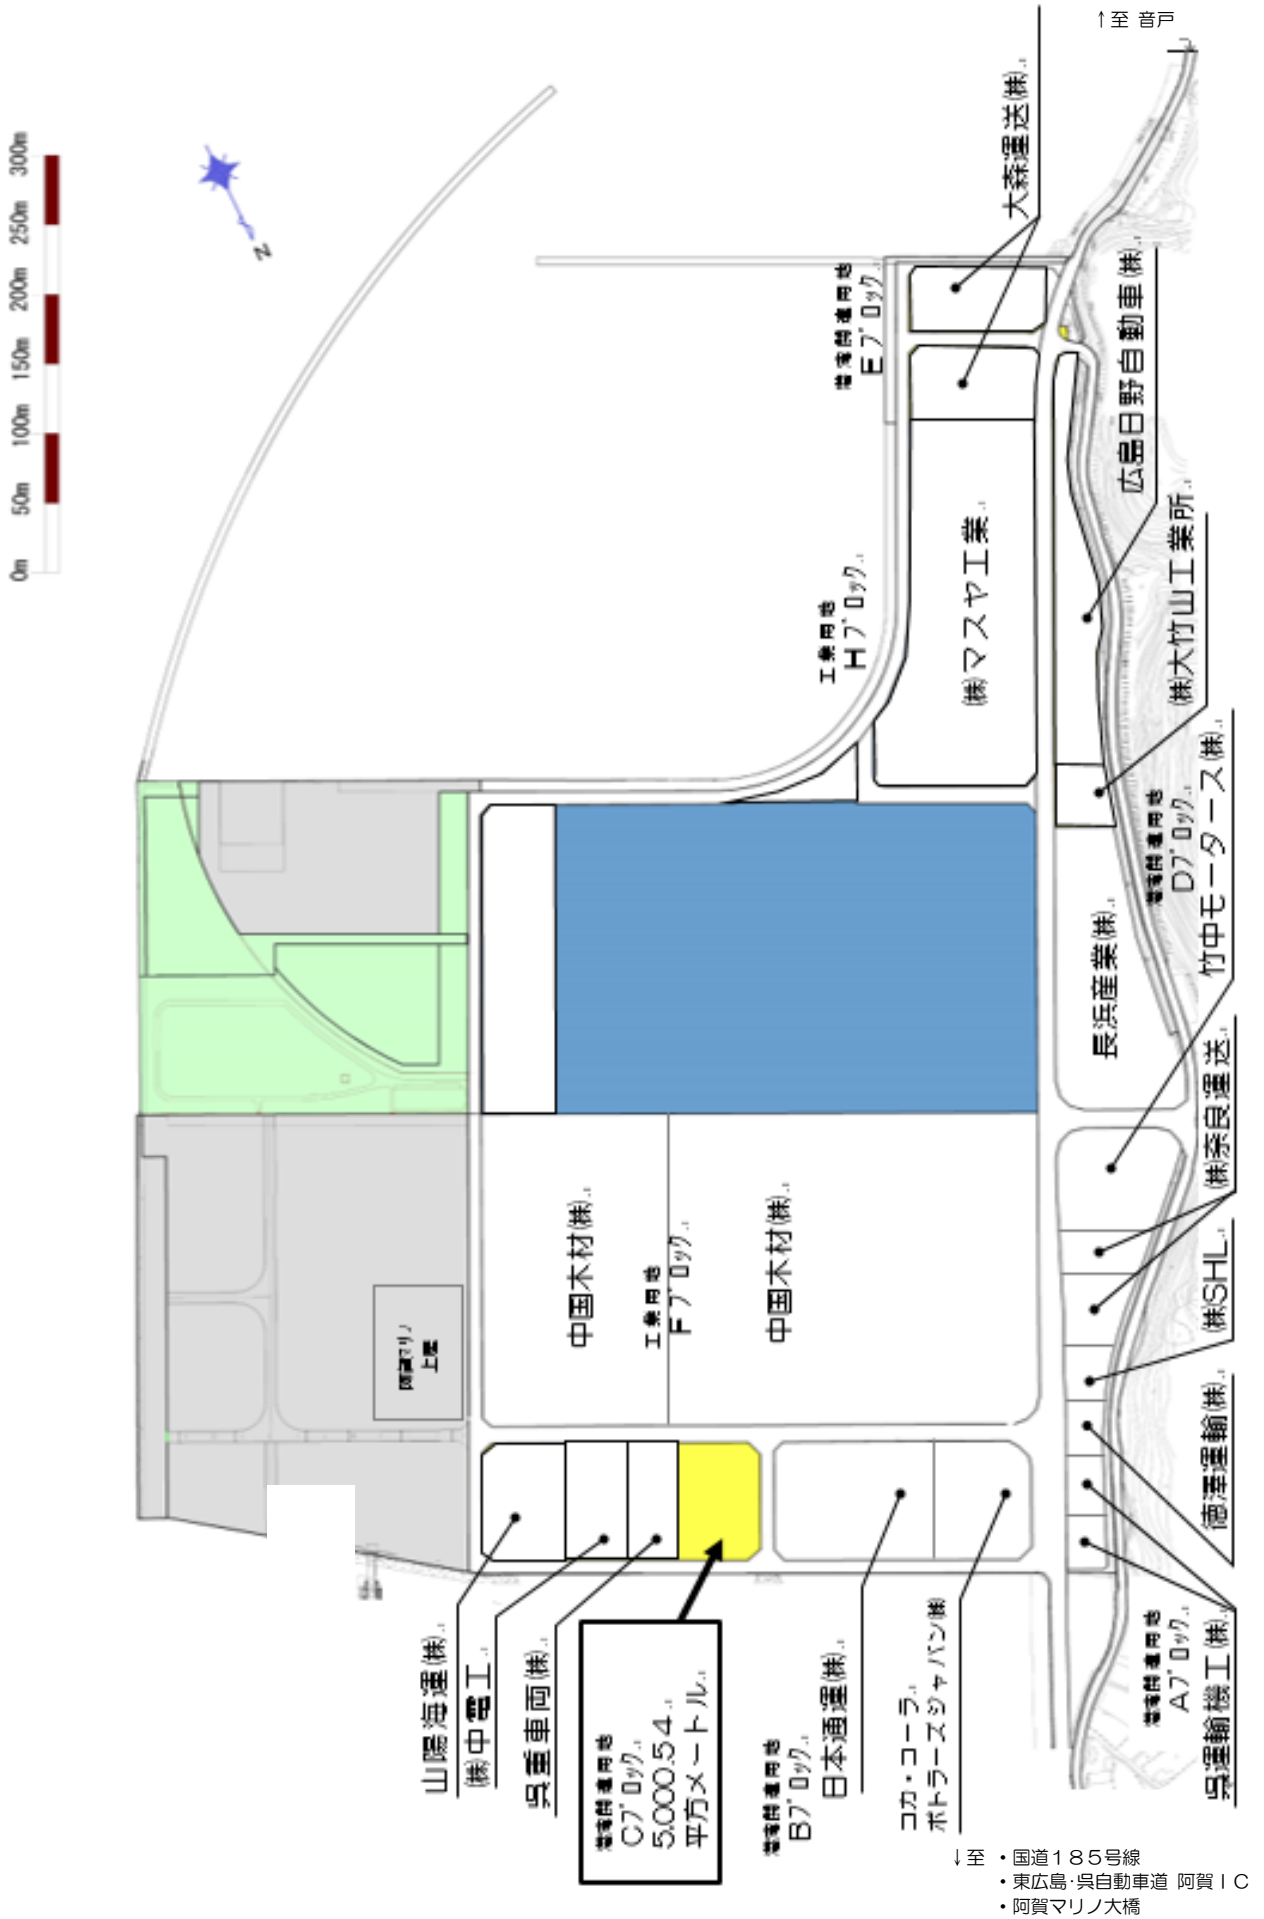 ↑至 音戸
0m 50m 100m 150m 200m 250m 300m
N
大森運送(株)
港湾関連用地
Eブロック
広島日野自動車(株)
(株)マスヤ工業
工業用地
Hブロック
(株)大竹山工業所
港湾関連用地
Dブロック
竹中モータース(株)
長浜産業(株)
(株)奈良運送
中国木材(株)
工業用地
Fブロック
中国木材(株)
(株)SHL
阿賀マリノ
上屋
徳澤運輸(株)
山陽海運(株)
(株)中電工
呉重車両(株)
港湾関連用地
Cブロック
5,000.54
平方メートル
港湾関連用地
Bブロック
日本通運(株)
コカ・コーラ
ボトラーズジャパン(株)
港湾関連用地
Aブロック
呉運輸機工(株)
↓至 ・国道185号線
・東広島・呉自動車道 阿賀IC
・阿賀マリノ大橋